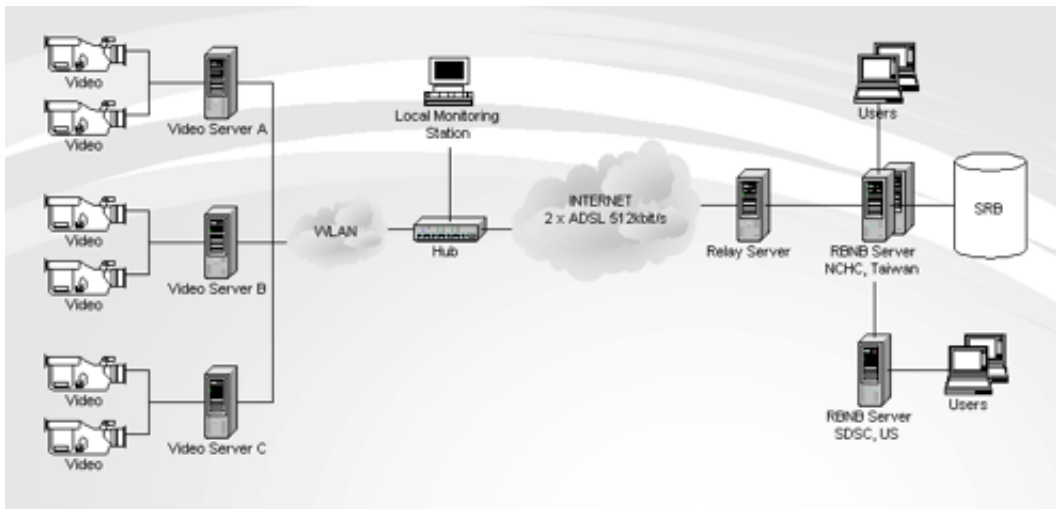 Video
Video
Video Server A
Video
Video
Video Server B
Video
Video
Video Server C
WLAN
Local Monitoring
Station
Hub
INTERNET
2 x ADSL 512kbit/s
Relay Server
Users
RBNB Server
NCHC, Taiwan
SRB
RBNB Server
SDSC, US
Users